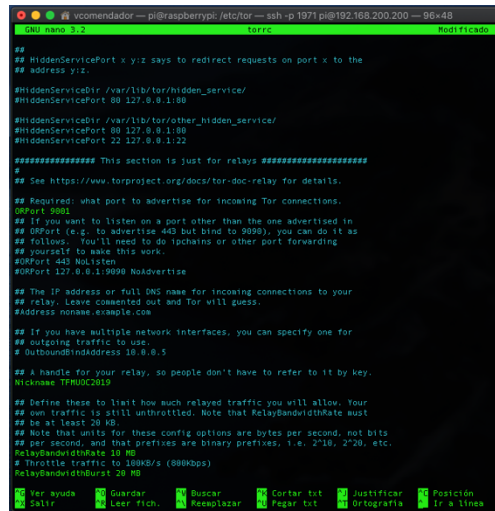 vcomendador — pi@raspberrypi: /etc/tor — ssh -p 1971 pi@192.168.200.200 — 96×48
GNU nano 3.2 torrc Modificado
##
## HiddenServicePort x y:z says to redirect requests on port x to the
## address y:z.
#HiddenServiceDir /var/lib/tor/hidden_service/
#HiddenServicePort 80 127.0.0.1:80
#HiddenServiceDir /var/lib/tor/other_hidden_service/
#HiddenServicePort 80 127.0.0.1:80
#HiddenServicePort 22 127.0.0.1:22
################ This section is just for relays #####################
#
## See https://www.torproject.org/docs/tor-doc-relay for details.
## Required: what port to advertise for incoming Tor connections.
ORPort 9001
## If you want to listen on a port other than the one advertised in
## ORPort (e.g. to advertise 443 but bind to 9090), you can do it as
## follows.  You'll need to do ipchains or other port forwarding
## yourself to make this work.
#ORPort 443 NoListen
#ORPort 127.0.0.1:9090 NoAdvertise
## The IP address or full DNS name for incoming connections to your
## relay. Leave commented out and Tor will guess.
#Address noname.example.com
## If you have multiple network interfaces, you can specify one for
## outgoing traffic to use.
# OutboundBindAddress 10.0.0.5
## A handle for your relay, so people don't have to refer to it by key.
Nickname TFMUOC2019
## Define these to limit how much relayed traffic you will allow. Your
## own traffic is still unthrottled. Note that RelayBandwidthRate must
## be at least 20 KB.
## Note that units for these config options are bytes per second, not bits
## per second, and that prefixes are binary prefixes, i.e. 2^10, 2^20, etc.
RelayBandwidthRate 10 MB
# Throttle traffic to 100KB/s (800Kbps)
RelayBandwidthBurst 20 MB
^G Ver ayuda ^O Guardar ^W Buscar ^K Cortar txt ^J Justificar ^C Posición
^X Salir ^R Leer fich. ^\ Reemplazar ^U Pegar txt ^T Ortografía ^_ Ir a línea